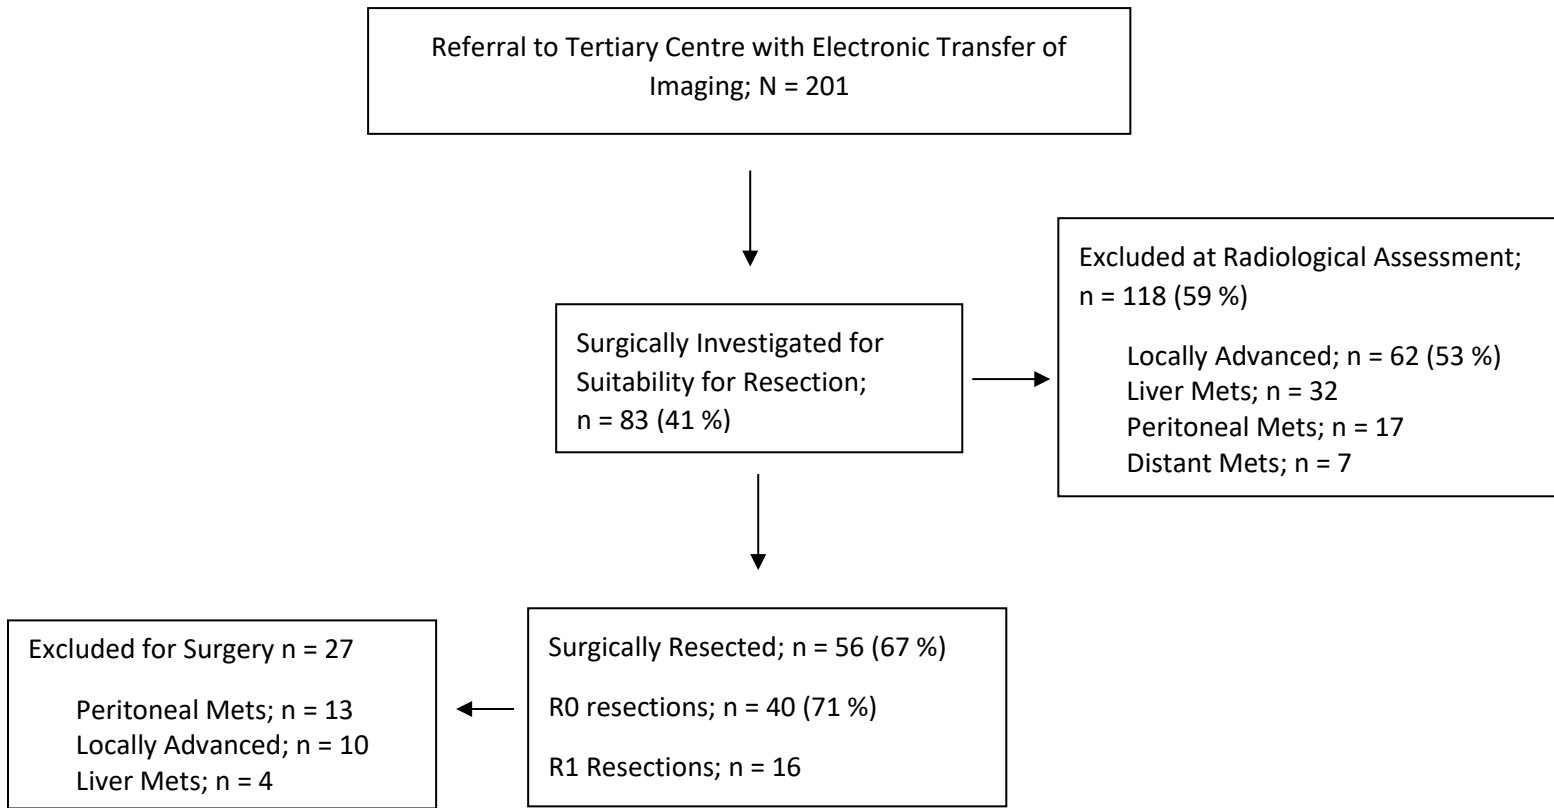 Referral to Tertiary Centre with Electronic Transfer of
Imaging; N = 201
Excluded at Radiological Assessment;
n = 118 (59 %)
Locally Advanced; n = 62 (53 %)
Liver Mets; n = 32
Peritoneal Mets; n = 17
Distant Mets; n = 7
Surgically Investigated for
Suitability for Resection;
n = 83 (41 %)
Excluded for Surgery n = 27
Peritoneal Mets; n = 13
Locally Advanced; n = 10
Liver Mets; n = 4
Surgically Resected; n = 56 (67 %)
R0 resections; n = 40 (71 %)
R1 Resections; n = 16